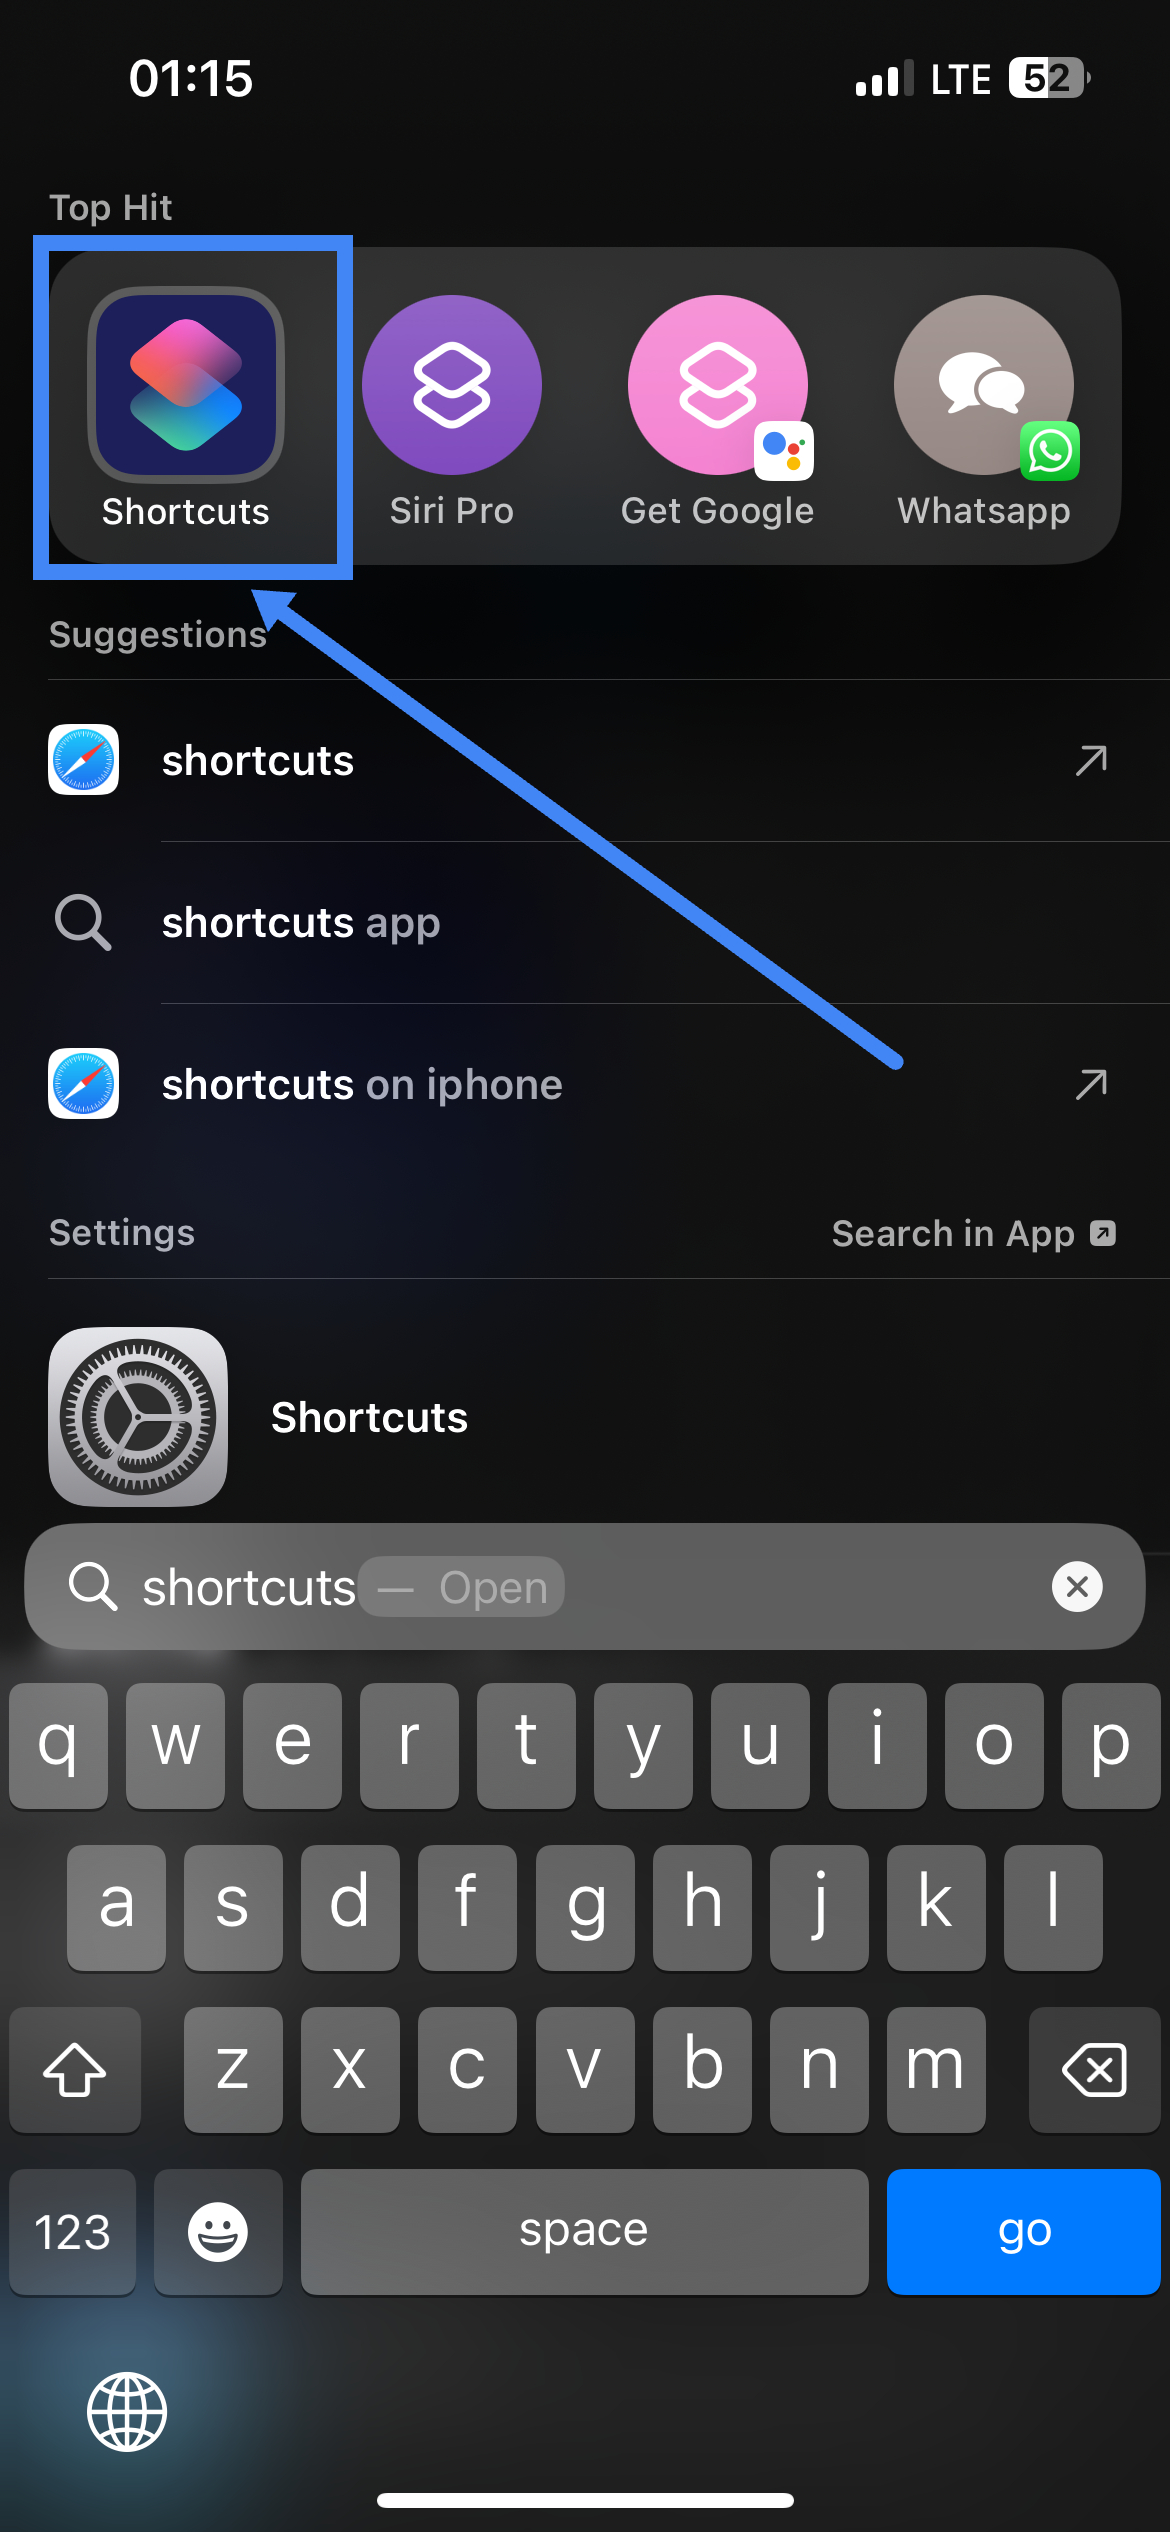 01:15 LTE 52
Top Hit
Shortcuts Siri Pro Get Google Whatsapp
Suggestions
shortcuts
shortcuts app
shortcuts on iphone
Settings Search in App
Shortcuts
shortcuts — Open
q w e r t y u i o p
a s d f g h j k l
z x c v b n m
123 space go